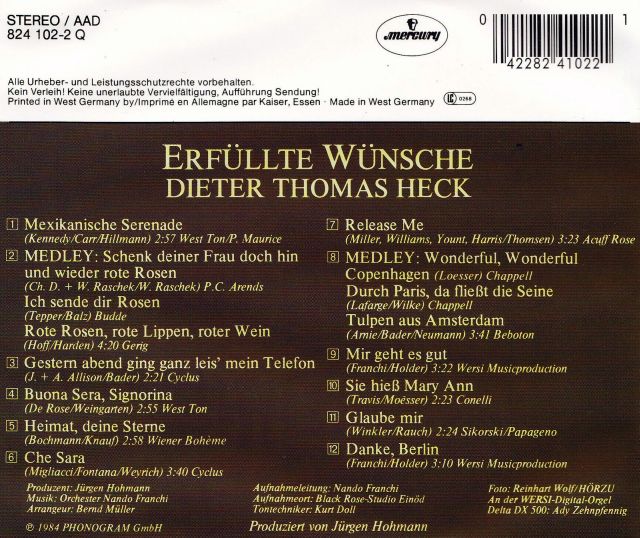 STEREO / AAD
824 102-2 Q
mercury
0 1
42282 41022
Alle Urheber- und Leistungsschutzrechte vorbehalten.
Kein Verleih! Keine unerlaubte Vervielfältigung, Aufführung, Sendung!
Printed in West Germany by/Imprimé en Allemagne par Kaiser, Essen · Made in West Germany
LC 0268
ERFÜLLTE WÜNSCHE
DIETER THOMAS HECK
1 Mexikanische Serenade
(Kennedy/Carr/Hillmann) 2:57 West Ton/P. Maurice
2 MEDLEY: Schenk deiner Frau doch hin
und wieder rote Rosen
(Ch. D. + W. Raschek/W. Raschek) P.C. Arends
Ich sende dir Rosen
(Tepper/Balz) Budde
Rote Rosen, rote Lippen, roter Wein
(Hoff/Harden) 4:20 Gerig
3 Gestern abend ging ganz leis' mein Telefon
(J. + A. Allison/Bader) 2:21 Cyclus
4 Buona Sera, Signorina
(De Rose/Weingarten) 2:55 West Ton
5 Heimat, deine Sterne
(Bochmann/Knauf) 2:58 Wiener Bohème
6 Che Sara
(Migliacci/Fontana/Weyrich) 3:40 Cyclus
7 Release Me
(Miller, Williams, Yount, Harris/Thomsen) 3:23 Acuff Rose
8 MEDLEY: Wonderful, Wonderful
Copenhagen (Loesser) Chappell
Durch Paris, da fließt die Seine
(Lafarge/Wilke) Chappell
Tulpen aus Amsterdam
(Arnie/Bader/Neumann) 3:41 Beboton
9 Mir geht es gut
(Franchi/Holder) 3:22 Wersi Musicproduction
10 Sie hieß Mary Ann
(Travis/Moësser) 2:23 Conelli
11 Glaube mir
(Winkler/Rauch) 2:24 Sikorski/Papageno
12 Danke, Berlin
(Franchi/Holder) 3:10 Wersi Musicproduction
Produzent: Jürgen Hohmann
Musik: Orchester Nando Franchi
Arrangeur: Bernd Müller
Aufnahmeleitung: Nando Franchi
Aufnahmeort: Black Rose-Studio Einöd
Tontechniker: Kurt Doll
Foto: Reinhart Wolf/HÖRZU
An der WERSI-Digital-Orgel
Delta DX 500: Ady Zehnpfennig
℗ 1984 PHONOGRAM GmbH
Produziert von Jürgen Hohmann